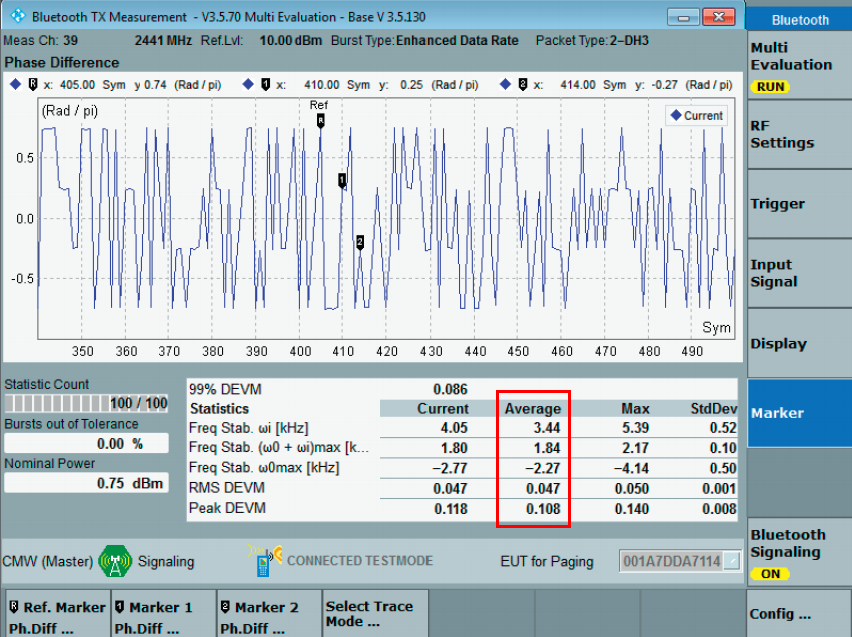 Bluetooth TX Measurement - V3.5.70 Multi Evaluation - Base V 3.5.130
Bluetooth
Meas Ch: 39 2441 MHz Ref.Lvl: 10.00 dBm Burst Type: Enhanced Data Rate Packet Type: 2-DH3
Phase Difference
R x: 405.00 Sym y 0.74 (Rad / pi) 1 x: 410.00 Sym y: 0.25 (Rad / pi) 2 x: 414.00 Sym y: -0.27 (Rad / pi)
(Rad / pi)
Ref
R
Current
0.5
1
0.0
2
-0.5
Sym
350 360 370 380 390 400 410 420 430 440 450 460 470 480 490
Multi
Evaluation
RUN
RF
Settings
Trigger
Input
Signal
Display
Marker
Statistic Count
100 / 100
Bursts out of Tolerance
0.00 %
Nominal Power
0.75 dBm
99% DEVM 0.086
Statistics Current Average Max StdDev
Freq Stab. ωi [kHz] 4.05 3.44 5.39 0.52
Freq Stab. (ω0 + ωi)max [k... 1.80 1.84 2.17 0.10
Freq Stab. ω0max [kHz] −2.77 −2.27 −4.14 0.50
RMS DEVM 0.047 0.047 0.050 0.001
Peak DEVM 0.118 0.108 0.140 0.008
Bluetooth
Signaling
ON
CMW (Master) Signaling CONNECTED TESTMODE EUT for Paging 001A7DDA7114
R Ref. Marker
Ph.Diff ...
1 Marker 1
Ph.Diff ...
2 Marker 2
Ph.Diff ...
Select Trace
Mode ...
Config ...